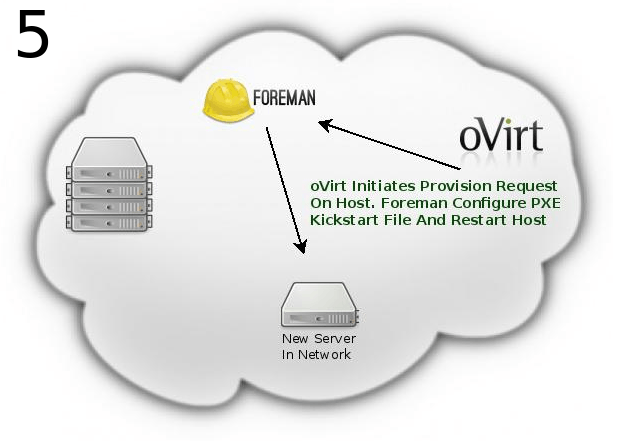 5
FOREMAN
oVirt
oVirt Initiates Provision Request
On Host. Foreman Configure PXE
Kickstart File And Restart Host
New Server
In Network